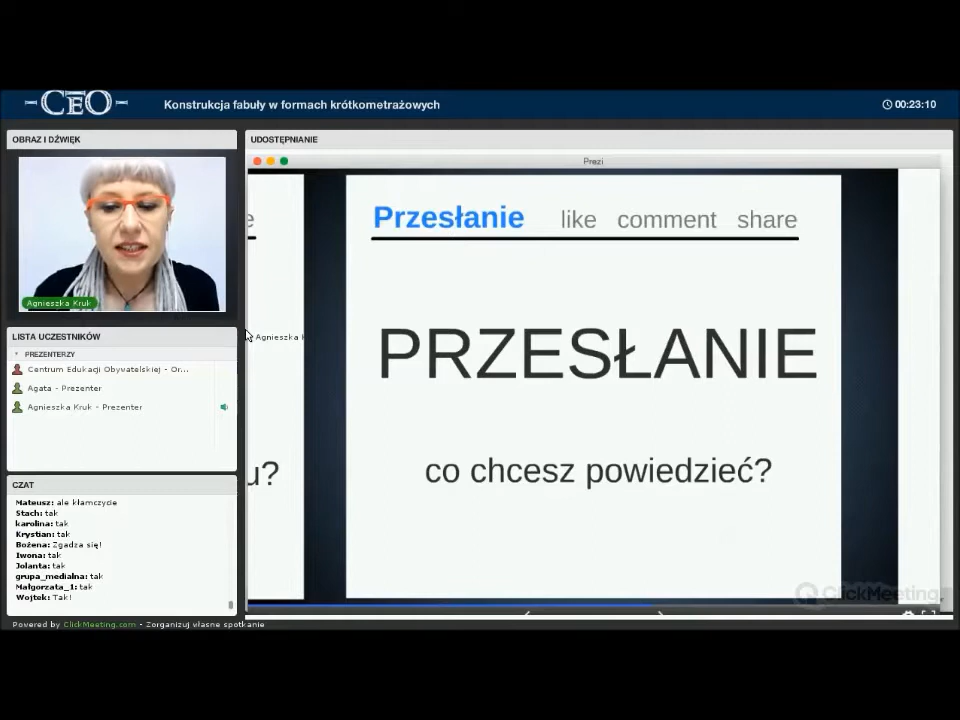 CEO
Konstrukcja fabuły w formach krótkometrażowych
00:23:10
OBRAZ I DŹWIĘK
Agnieszka Kruk
LISTA UCZESTNIKÓW
PREZENTERZY
Centrum Edukacji Obywatelskiej - Or...
Agata - Prezenter
Agnieszka Kruk - Prezenter
CZAT
Mateusz: ale kłamczycie
Stach: tak
karolina: tak
Krystian: tak
Bożena: Zgadza się!
Iwona: tak
Jolanta: tak
grupa_medialna: tak
Małgorzata_1: tak
Wojtek: Tak!
UDOSTĘPNIANIE
Prezi
e
Agnieszka K
u?
Przesłanie like comment share
PRZESŁANIE
co chcesz powiedzieć?
ClickMeeting
Powered by ClickMeeting.com - Zorganizuj własne spotkanie